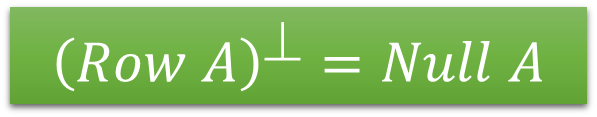 (Row A)⊥ = Null A